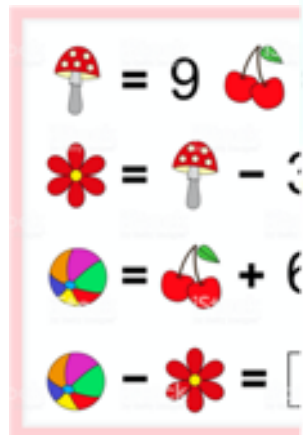 = 9
= -
= +
- =